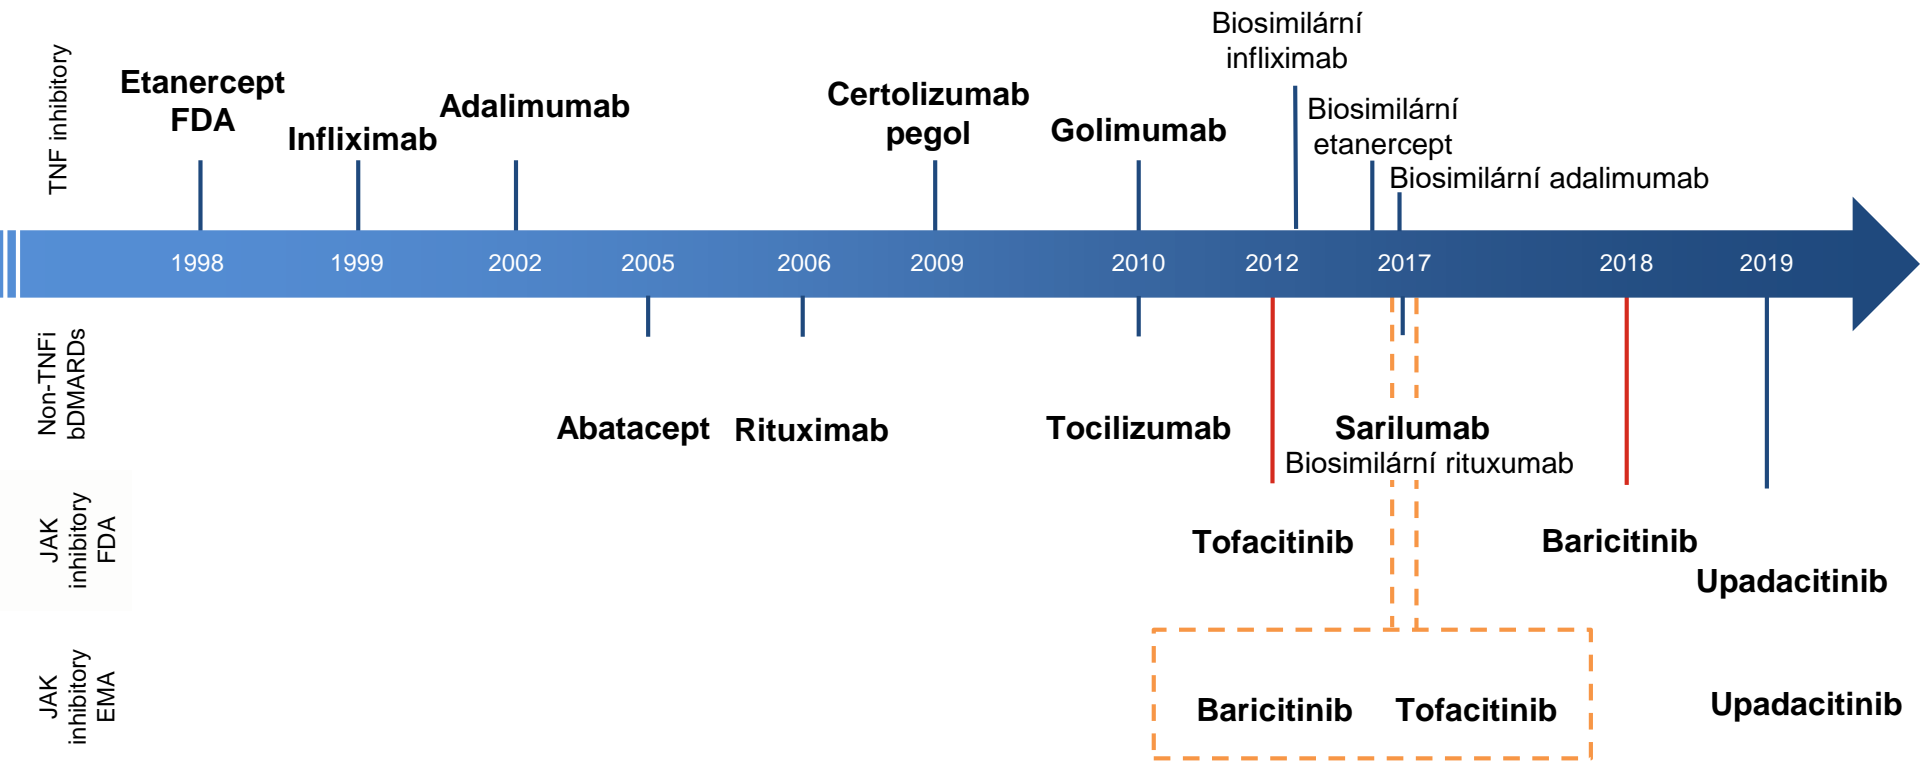 TNF inhibitory
Etanercept
FDA
Infliximab
Adalimumab
Certolizumab
pegol
Golimumab
Biosimilární
infliximab
Biosimilární
etanercept
Biosimilární adalimumab
1998
1999
2002
2005
2006
2009
2010
2012
2017
2018
2019
Non-TNFi
bDMARDs
Abatacept
Rituximab
Tocilizumab
Sarilumab
Biosimilární rituxumab
JAK
inhibitory
FDA
Tofacitinib
Baricitinib
Upadacitinib
JAK
inhibitory
EMA
Baricitinib
Tofacitinib
Upadacitinib